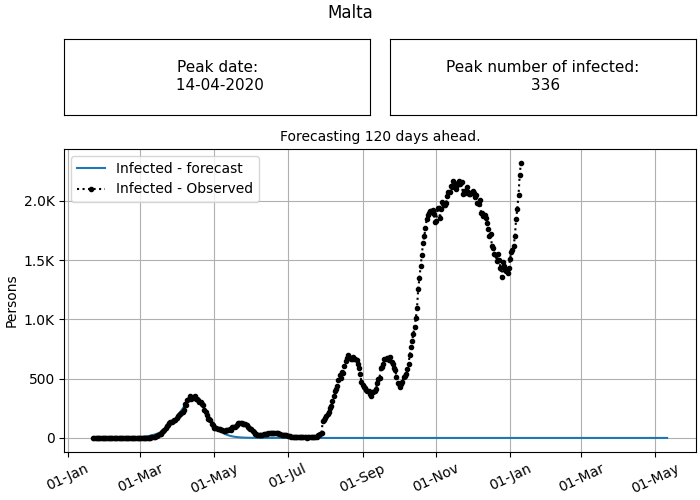 Malta
Peak date:
14-04-2020
Peak number of infected:
336
Forecasting 120 days ahead.
Infected - forecast
Infected - Observed
Persons
2.0K
1.5K
1.0K
500
0
01-Jan
01-Mar
01-May
01-Jul
01-Sep
01-Nov
01-Jan
01-Mar
01-May